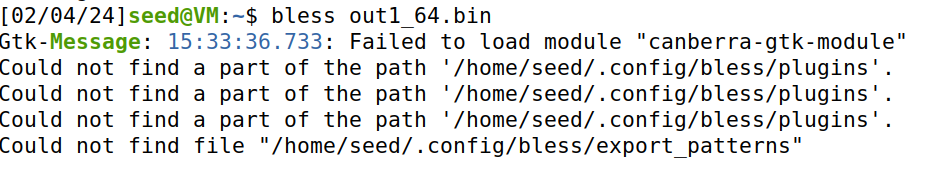 [02/04/24]seed@VM:~$ bless out1_64.bin
Gtk-Message: 15:33:36.733: Failed to load module "canberra-gtk-module"
Could not find a part of the path '/home/seed/.config/bless/plugins'.
Could not find a part of the path '/home/seed/.config/bless/plugins'.
Could not find a part of the path '/home/seed/.config/bless/plugins'.
Could not find file "/home/seed/.config/bless/export_patterns"